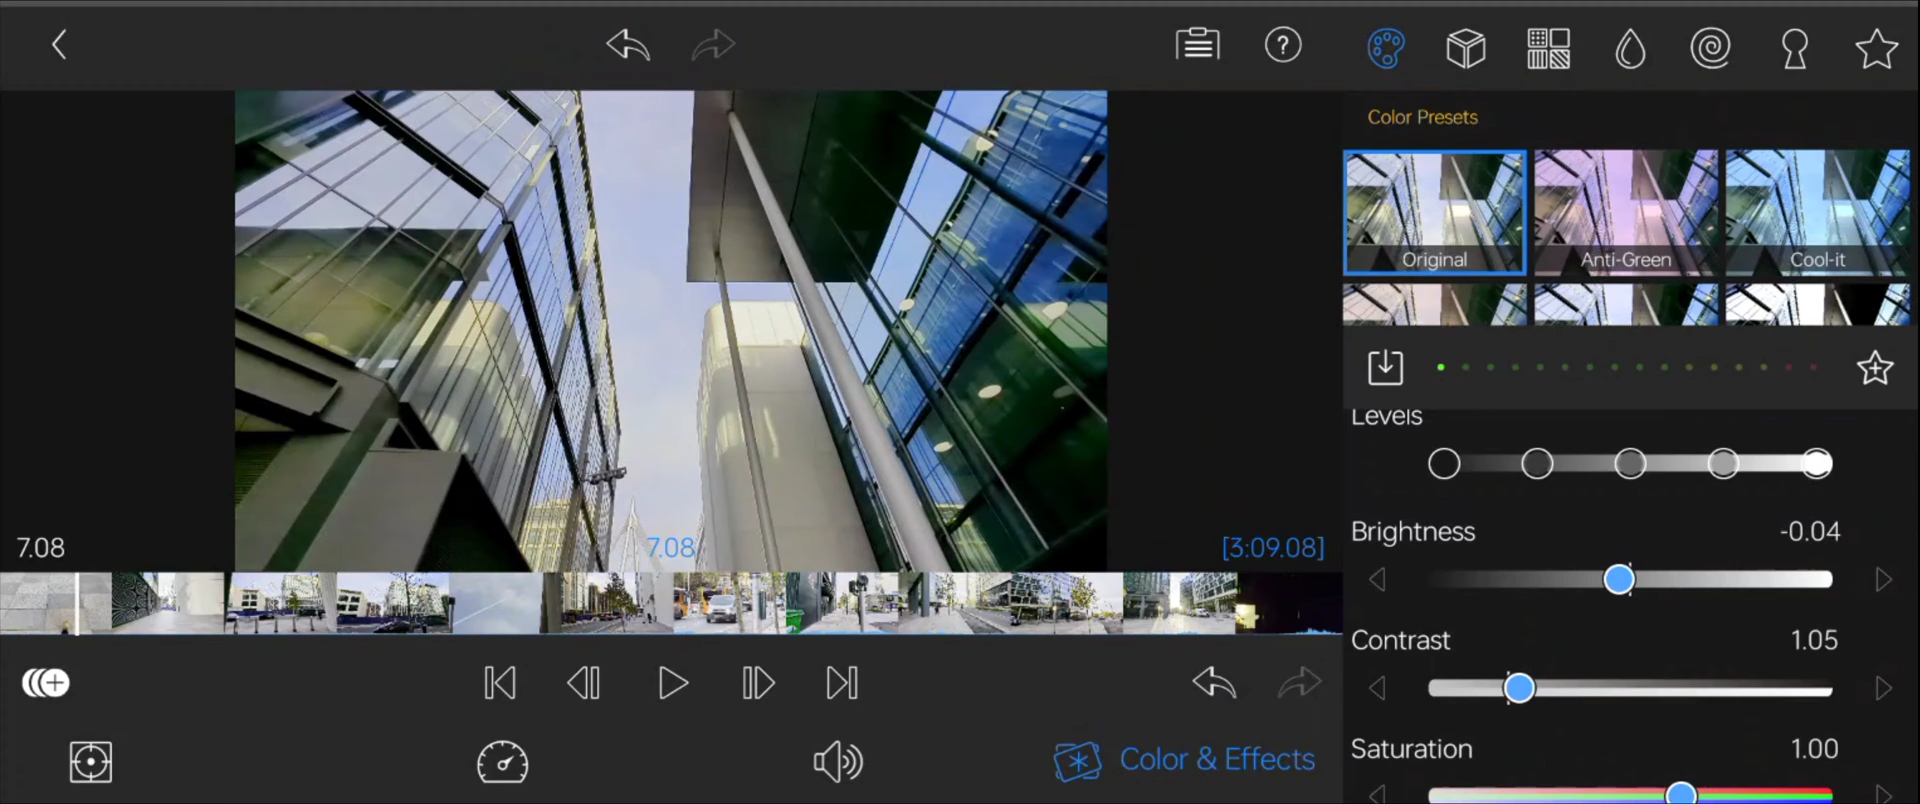 ?
Color Presets
Original
Anti-Green
Cool-it
Levels
Brightness
-0.04
Contrast
1.05
Saturation
1.00
7.08
7.08
[3:09.08]
Color & Effects